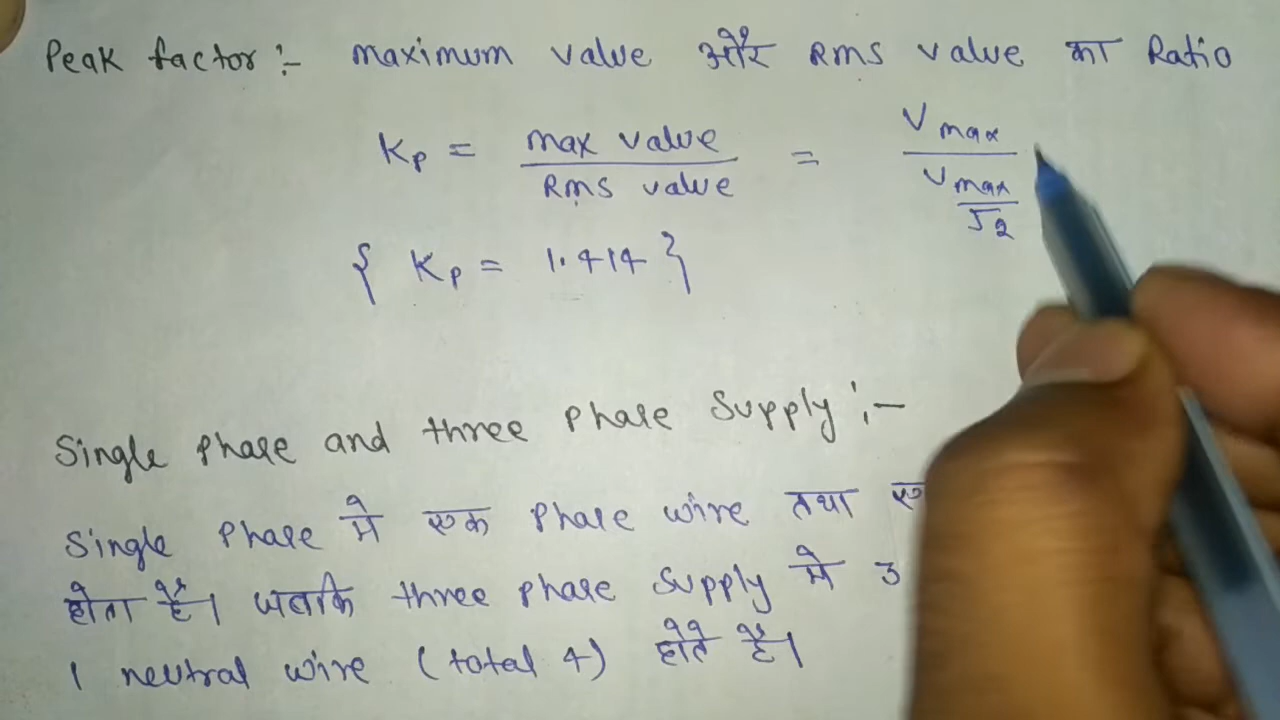 Peak factor :- maximum value और Rms value का Ratio
Kp = max value / Rms value = Vmax / Vmax/√2
{ Kp = 1.414 }
Single phase and three phase Supply :-
Single phase मे एक phase wire तथा
होता है। जबकि three phase Supply मे 3
1 neutral wire (total 4) होते है।